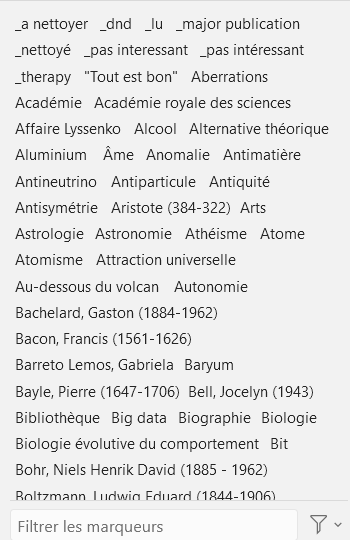 _a nettoyer _dnd _lu _major publication
_nettoyé _pas interessant _pas intéressant
_therapy "Tout est bon" Aberrations
Académie Académie royale des sciences
Affaire Lyssenko Alcool Alternative théorique
Aluminium Âme Anomalie Antimatière
Antineutrino Antiparticule Antiquité
Antisymétrie Aristote (384-322) Arts
Astrologie Astronomie Athéisme Atome
Atomisme Attraction universelle
Au-dessous du volcan Autonomie
Bachelard, Gaston (1884-1962)
Bacon, Francis (1561-1626)
Barreto Lemos, Gabriela Baryum
Bayle, Pierre (1647-1706) Bell, Jocelyn (1943)
Bibliothèque Big data Biographie Biologie
Biologie évolutive du comportement Bit
Bohr, Niels Henrik David (1885 - 1962)
Boltzmann, Ludwig Eduard (1844-1906)
Filtrer les marqueurs